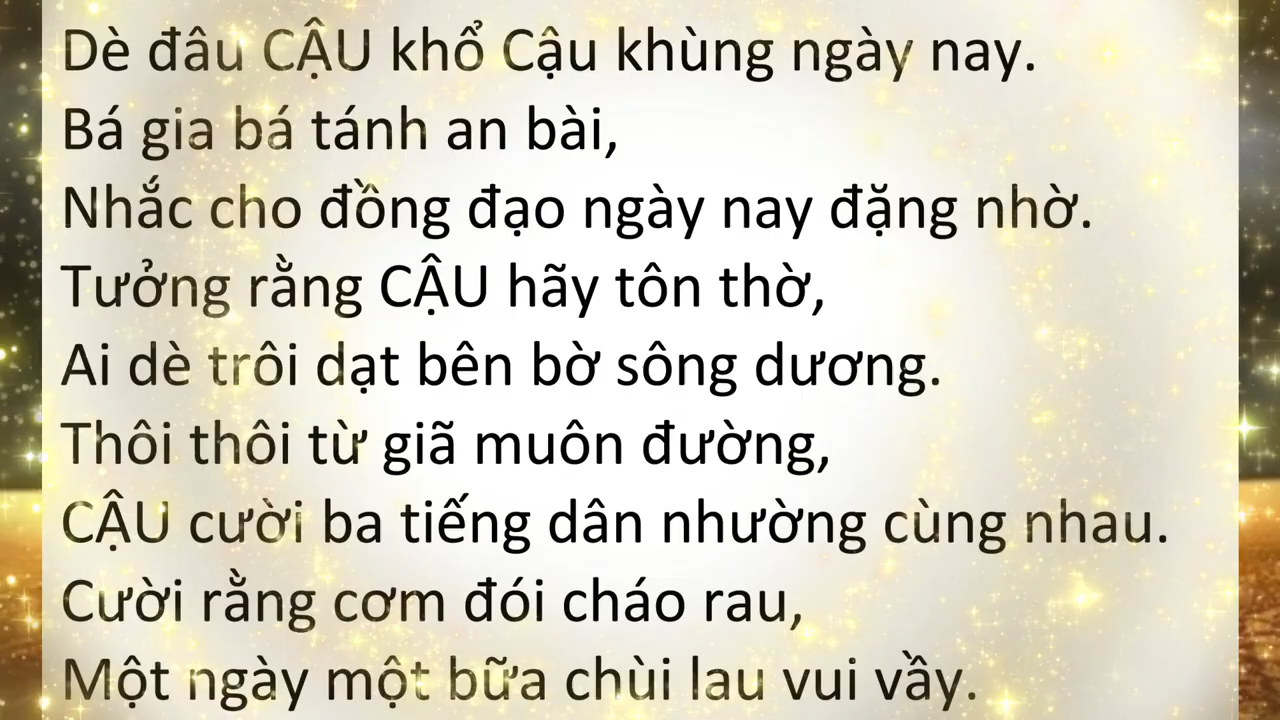 Dè đâu CẬU khổ Cậu khùng ngày nay.
Bá gia bá tánh an bài,
Nhắc cho đồng đạo ngày nay đặng nhờ.
Tưởng rằng CẬU hãy tôn thờ,
Ai dè trôi dạt bên bờ sông dương.
Thôi thôi từ giã muôn đường,
CẬU cười ba tiếng dân nhường cùng nhau.
Cười rằng cơm đói cháo rau,
Một ngày một bữa chùi lau vui vầy.